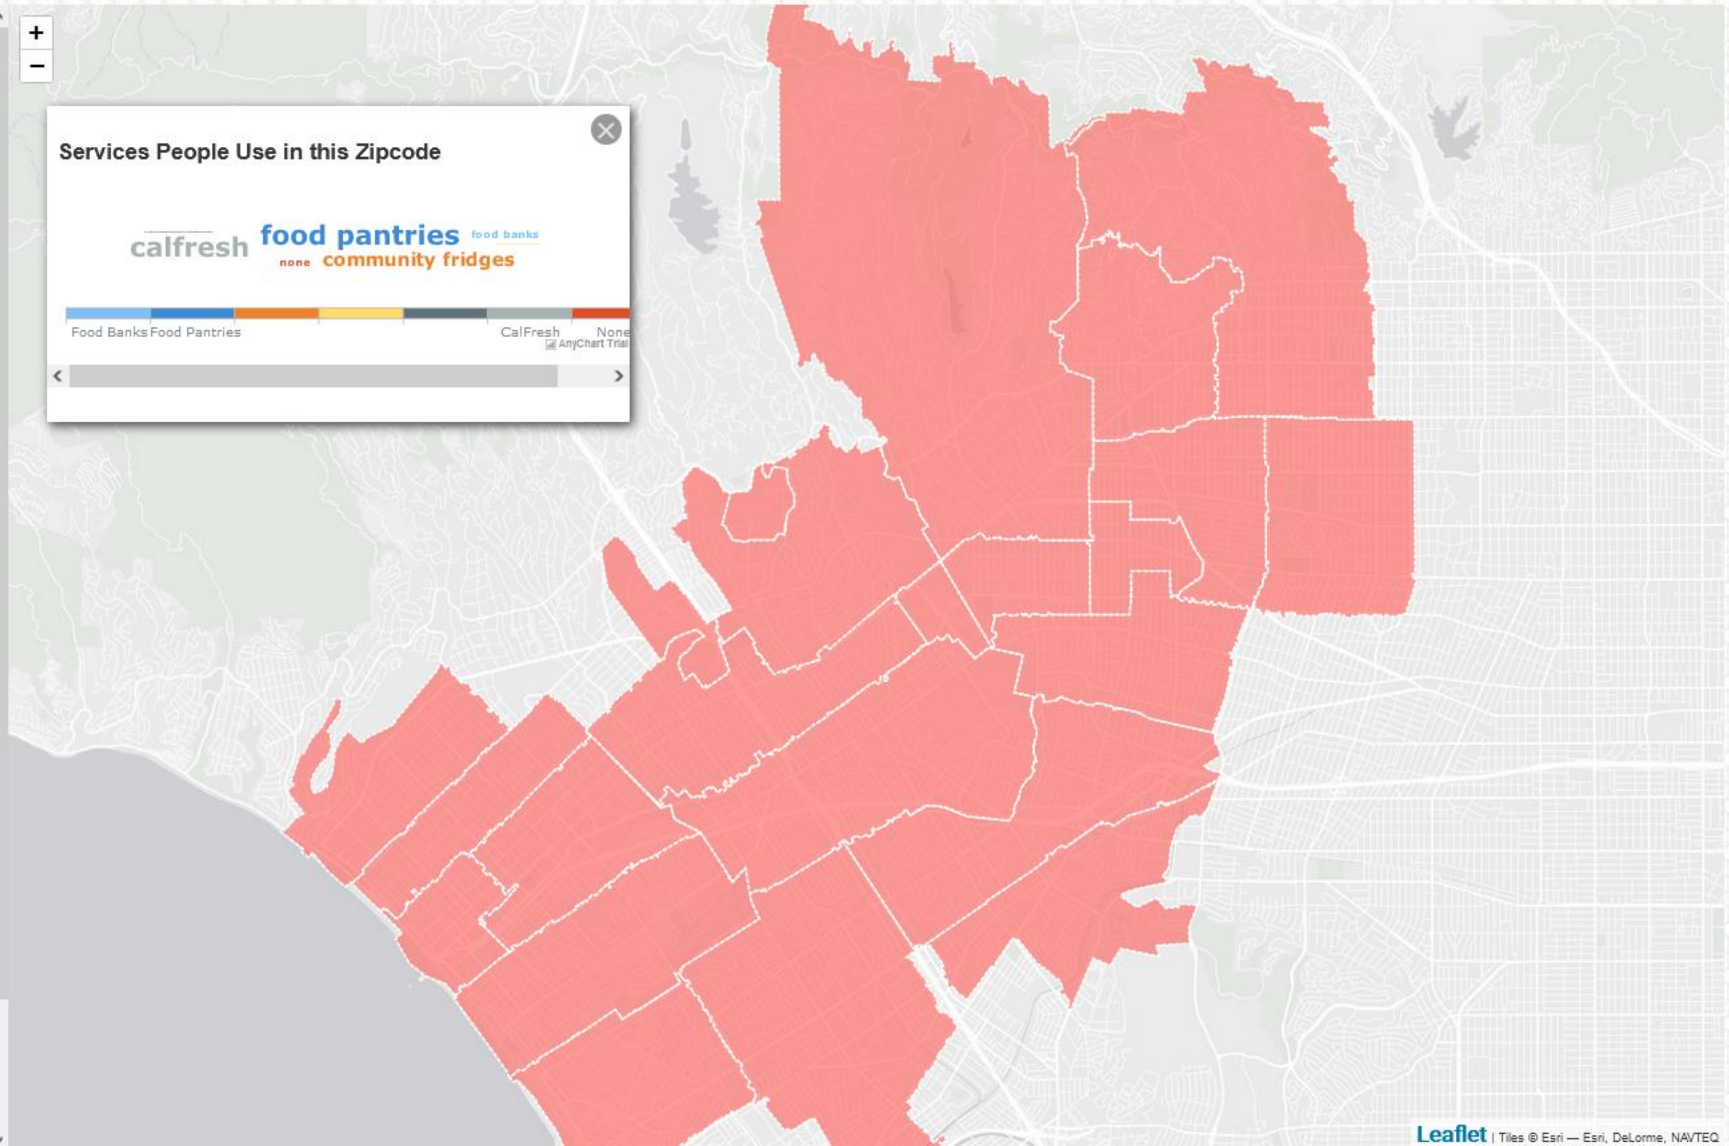 +
−
Services People Use in this Zipcode
calfresh food pantries food banks
none community fridges
Food Banks Food Pantries CalFresh None
AnyChart Trial
Leaflet | Tiles © Esri — Esri, DeLorme, NAVTEQ